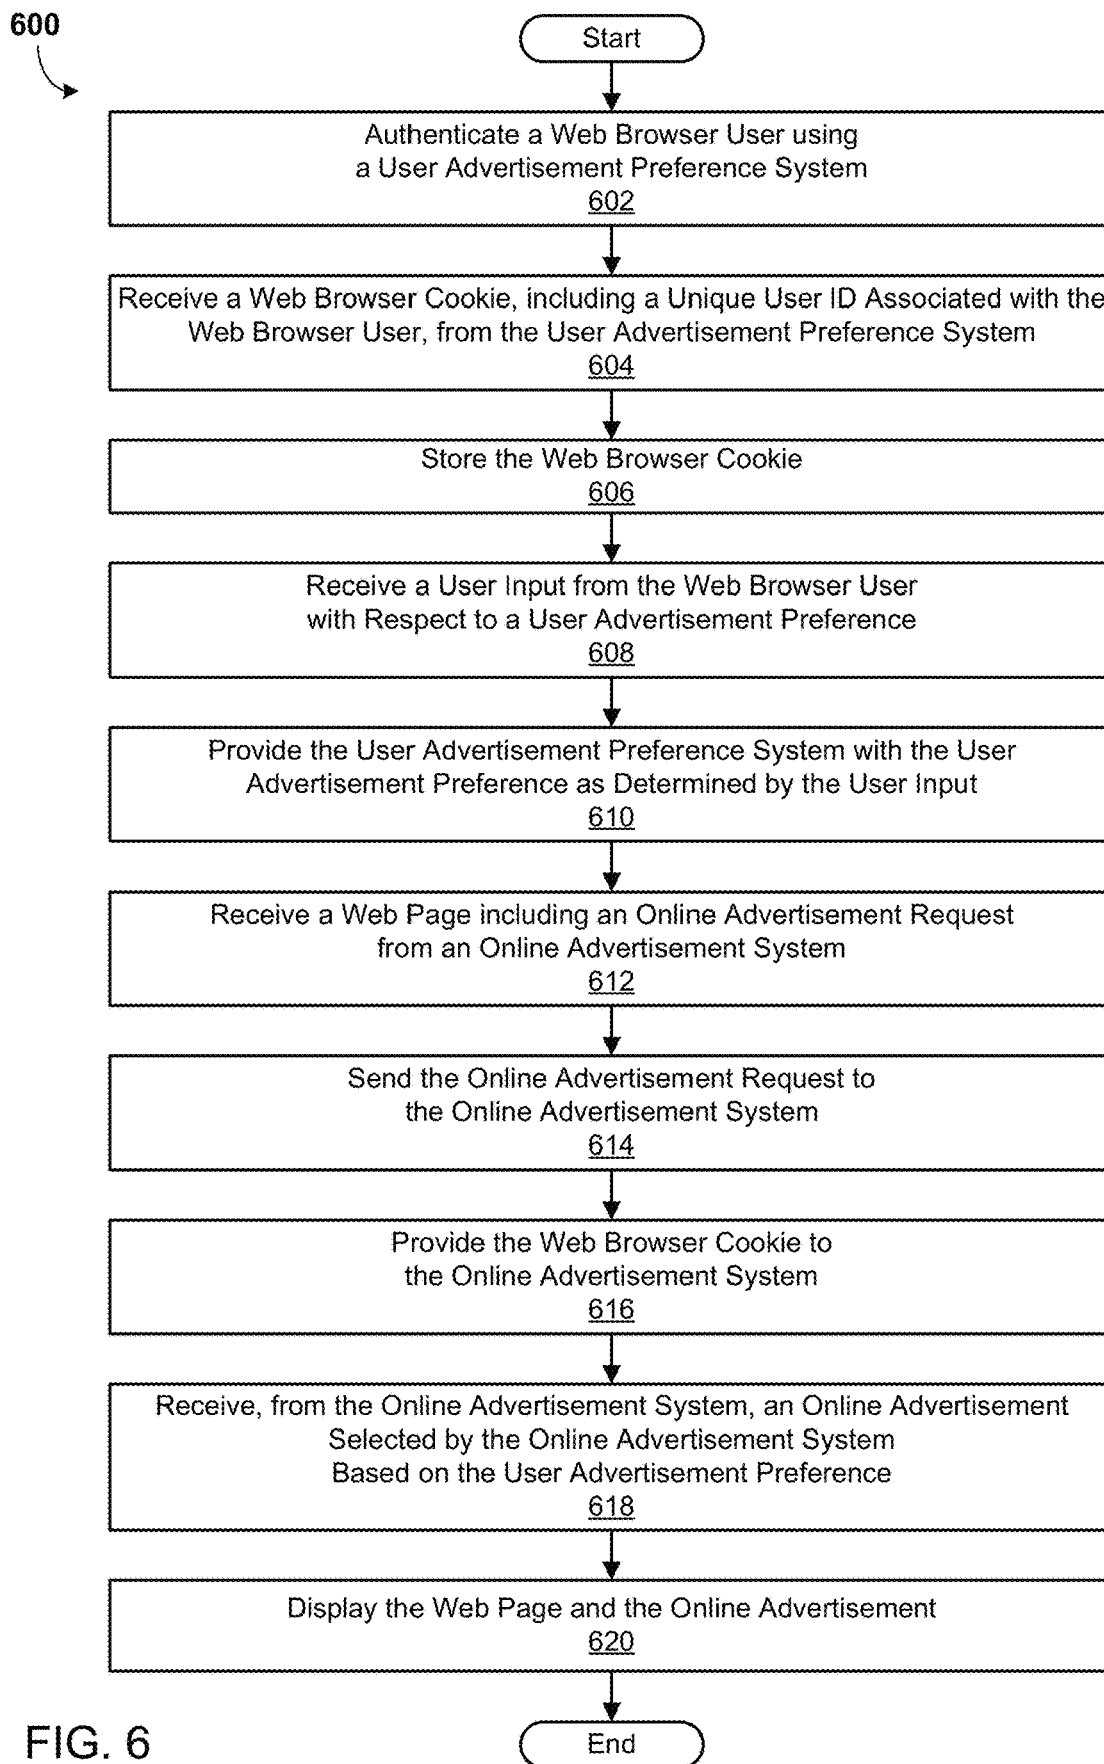 600
Start
Authenticate a Web Browser User using
a User Advertisement Preference System
602
Receive a Web Browser Cookie, including a Unique User ID Associated with the
Web Browser User, from the User Advertisement Preference System
604
Store the Web Browser Cookie
606
Receive a User Input from the Web Browser User
with Respect to a User Advertisement Preference
608
Provide the User Advertisement Preference System with the User
Advertisement Preference as Determined by the User Input
610
Receive a Web Page including an Online Advertisement Request
from an Online Advertisement System
612
Send the Online Advertisement Request to
the Online Advertisement System
614
Provide the Web Browser Cookie to
the Online Advertisement System
616
Receive, from the Online Advertisement System, an Online Advertisement
Selected by the Online Advertisement System
Based on the User Advertisement Preference
618
Display the Web Page and the Online Advertisement
620
End
FIG. 6